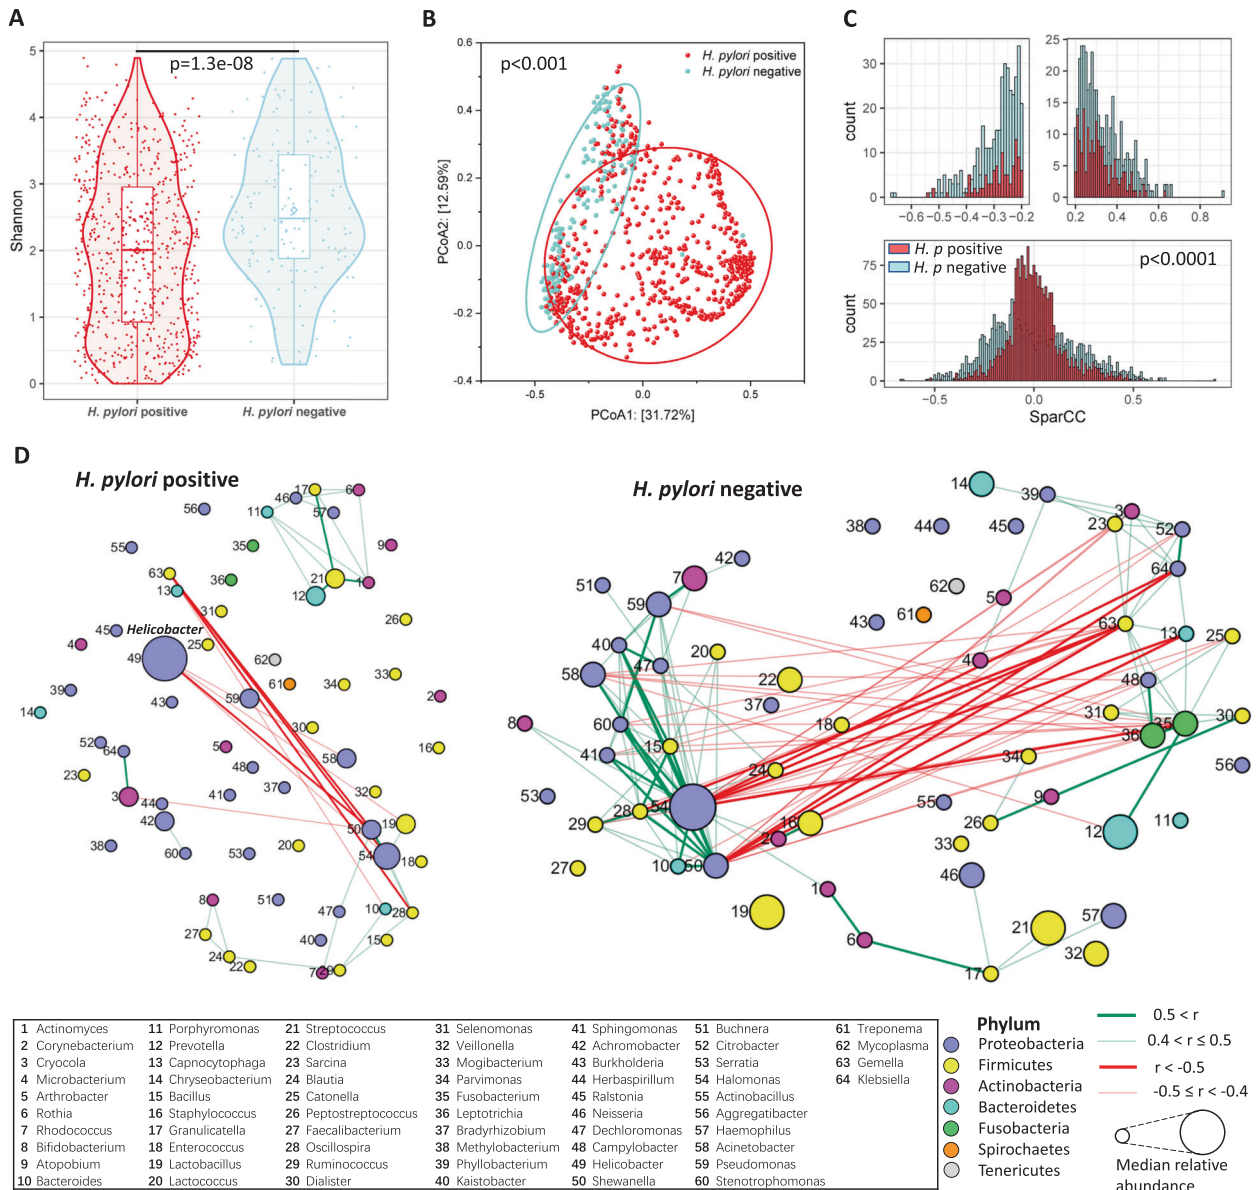 A
Shannon
5
4
3
2
1
0
p=1.3e-08
H. pylori positive
H. pylori negative
B
p<0.001
H. pylori positive
H. pylori negative
PCoA2: [12.59%]
0.6
0.4
0.2
0.0
-0.2
-0.4
-0.5
0.0
0.5
PCoA1: [31.72%]
C
count
30
20
10
0
−0.6 −0.5 −0.4 −0.3 −0.2
25
20
15
10
5
0
0.2 0.4 0.6 0.8
H. p positive
H. p negative
p<0.0001
count
75
50
25
0
−0.5 0.0 0.5
SparCC
D
H. pylori positive
Helicobacter
H. pylori negative
1 Actinomyces 11 Porphyromonas 21 Streptococcus 31 Selenomonas 41 Sphingomonas 51 Buchnera 61 Treponema
2 Corynebacterium 12 Prevotella 22 Clostridium 32 Veillonella 42 Achromobacter 52 Citrobacter 62 Mycoplasma
3 Cryocola 13 Capnocytophaga 23 Sarcina 33 Mogibacterium 43 Burkholderia 53 Serratia 63 Gemella
4 Microbacterium 14 Chryseobacterium 24 Blautia 34 Parvimonas 44 Herbaspirillum 54 Halomonas 64 Klebsiella
5 Arthrobacter 15 Bacillus 25 Catonella 35 Fusobacterium 45 Ralstonia 55 Actinobacillus
6 Rothia 16 Staphylococcus 26 Peptostreptococcus 36 Leptotrichia 46 Neisseria 56 Aggregatibacter
7 Rhodococcus 17 Granulicatella 27 Faecalibacterium 37 Bradyrhizobium 47 Dechloromonas 57 Haemophilus
8 Bifidobacterium 18 Enterococcus 28 Oscillospira 38 Methylobacterium 48 Campylobacter 58 Acinetobacter
9 Atopobium 19 Lactobacillus 29 Ruminococcus 39 Phyllobacterium 49 Helicobacter 59 Pseudomonas
10 Bacteroides 20 Lactococcus 30 Dialister 40 Kaistobacter 50 Shewanella 60 Stenotrophomonas
Phylum
Proteobacteria
Firmicutes
Actinobacteria
Bacteroidetes
Fusobacteria
Spirochaetes
Tenericutes
0.5 < r
0.4 < r ≤ 0.5
r < -0.5
-0.5 ≤ r < -0.4
Median relative
abundance